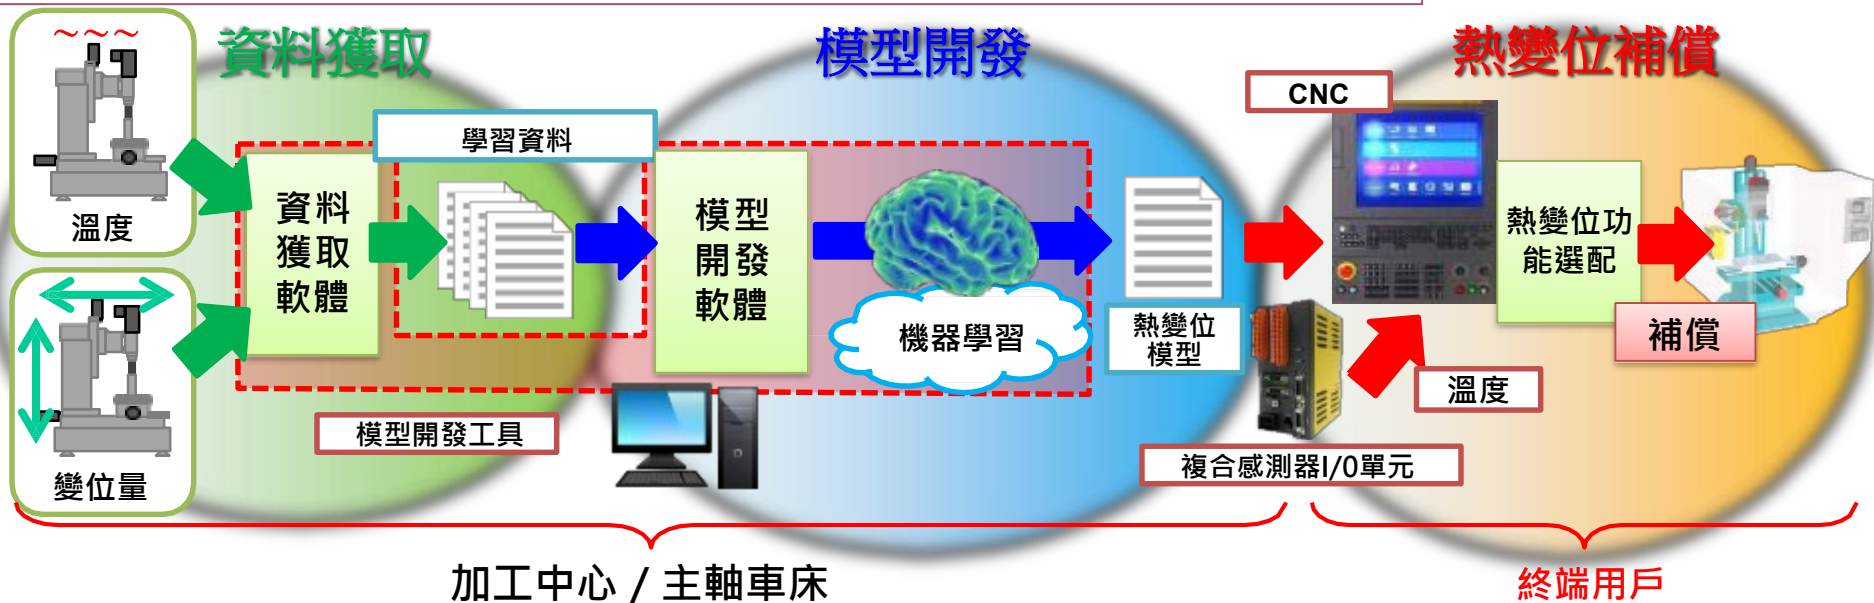 資料獲取
模型開發
熱變位補償
溫度
變位量
資料
獲取
軟體
學習資料
模型
開發
軟體
機器學習
模型開發工具
熱變位
模型
CNC
熱變位功
能選配
補償
溫度
複合感測器I/0單元
加工中心 / 主軸車床
終端用戶